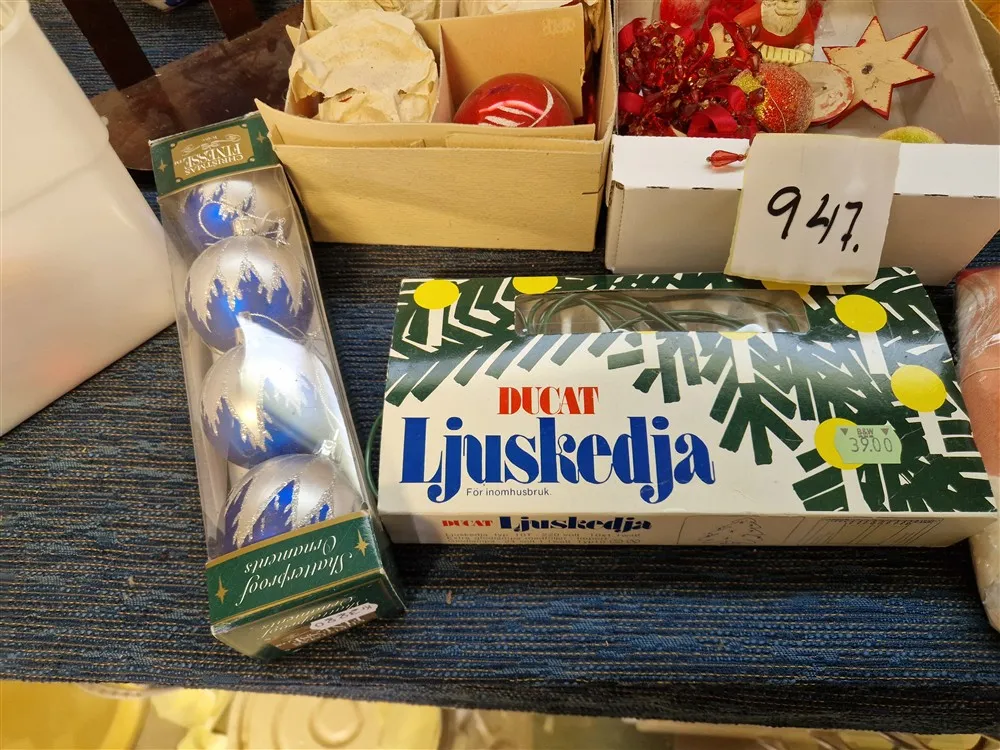 CHRISTMAS
FINESSE
947.
DUCAT
Ljuskedja
För inomhusbruk.
B&W
39.00
DUCAT Ljuskedja
Shatterproof
Ornaments